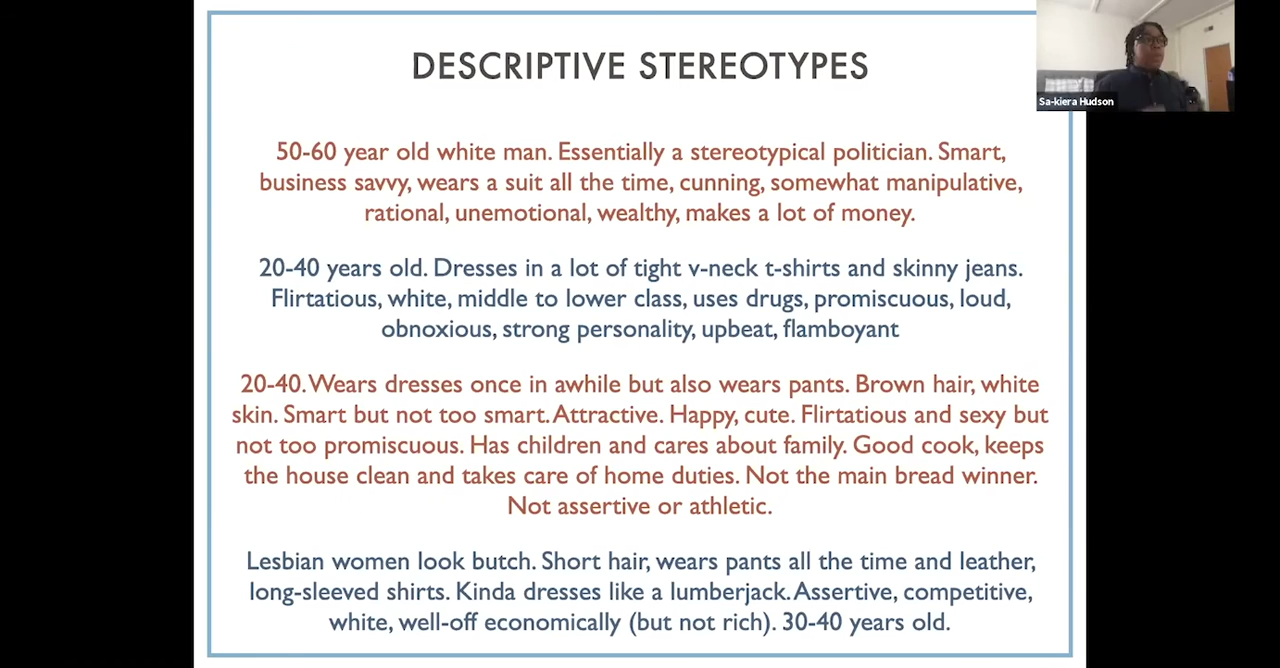 DESCRIPTIVE STEREOTYPES
Sa-kiera Hudson
50-60 year old white man. Essentially a stereotypical politician. Smart,
business savvy, wears a suit all the time, cunning, somewhat manipulative,
rational, unemotional, wealthy, makes a lot of money.
20-40 years old. Dresses in a lot of tight v-neck t-shirts and skinny jeans.
Flirtatious, white, middle to lower class, uses drugs, promiscuous, loud,
obnoxious, strong personality, upbeat, flamboyant
20-40. Wears dresses once in awhile but also wears pants. Brown hair, white
skin. Smart but not too smart. Attractive. Happy, cute. Flirtatious and sexy but
not too promiscuous. Has children and cares about family. Good cook, keeps
the house clean and takes care of home duties. Not the main bread winner.
Not assertive or athletic.
Lesbian women look butch. Short hair, wears pants all the time and leather,
long-sleeved shirts. Kinda dresses like a lumberjack. Assertive, competitive,
white, well-off economically (but not rich). 30-40 years old.